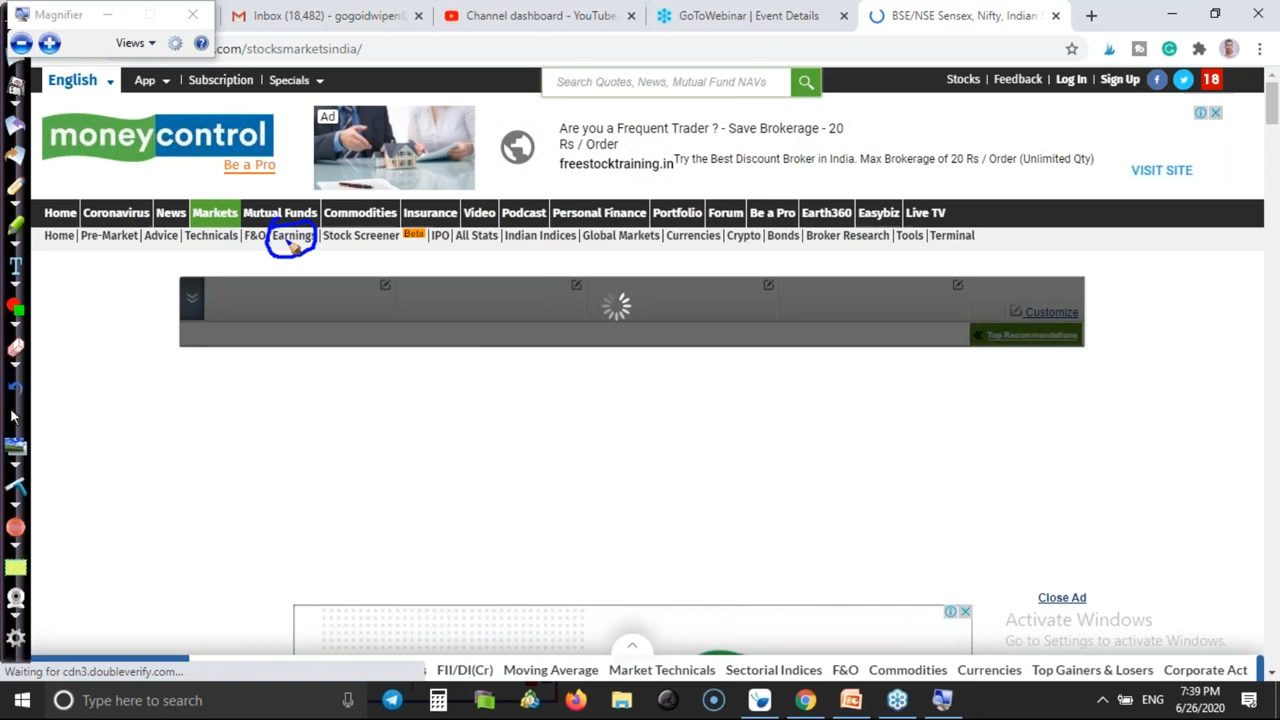 Magnifier
Inbox (18,482) - gogoidwipen©
Channel dashboard - YouTube
GoToWebinar | Event Details
BSE/NSE Sensex, Nifty, Indian S
Views
.com/stocksmarketsindia/
English
App
Subscription
Specials
Search Quotes, News, Mutual Fund NAVs
Stocks | Feedback | Log In | Sign Up
18
moneycontrol
Be a Pro
Ad
Are you a Frequent Trader ? - Save Brokerage - 20
Rs / Order
freestocktraining.in Try the Best Discount Broker in India. Max Brokerage of 20 Rs / Order (Unlimited Qty)
VISIT SITE
Home | Coronavirus | News | Markets | Mutual Funds | Commodities | Insurance | Video | Podcast | Personal Finance | Portfolio | Forum | Be a Pro | Earth360 | Easybiz | Live TV
Home | Pre-Market | Advice | Technicals | F&O | Earnings | Stock Screener Beta | IPO | All Stats | Indian Indices | Global Markets | Currencies | Crypto | Bonds | Broker Research | Tools | Terminal
Customize
Top Recommendations
Close Ad
Activate Windows
Go to Settings to activate Windows.
Waiting for cdn3.doubleverify.com...
FII/DI(Cr) Moving Average Market Technicals Sectorial Indices F&O Commodities Currencies Top Gainers & Losers Corporate Act
Type here to search
ENG
7:39 PM
6/26/2020